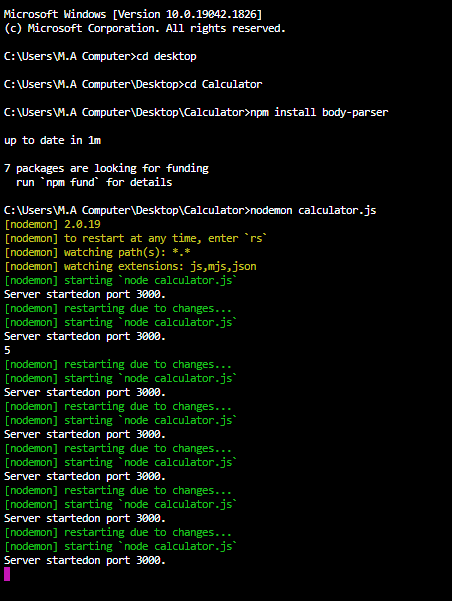 Microsoft Windows [Version 10.0.19042.1826]
(c) Microsoft Corporation. All rights reserved.
C:\Users\M.A Computer>cd desktop
C:\Users\M.A Computer\Desktop>cd Calculator
C:\Users\M.A Computer\Desktop\Calculator>npm install body-parser
up to date in 1m
7 packages are looking for funding
run `npm fund` for details
C:\Users\M.A Computer\Desktop\Calculator>nodemon calculator.js
[nodemon] 2.0.19
[nodemon] to restart at any time, enter `rs`
[nodemon] watching path(s): *.*
[nodemon] watching extensions: js,mjs,json
[nodemon] starting `node calculator.js`
Server startedon port 3000.
[nodemon] restarting due to changes...
[nodemon] starting `node calculator.js`
Server startedon port 3000.
5
[nodemon] restarting due to changes...
[nodemon] starting `node calculator.js`
Server startedon port 3000.
[nodemon] restarting due to changes...
[nodemon] starting `node calculator.js`
Server startedon port 3000.
[nodemon] restarting due to changes...
[nodemon] starting `node calculator.js`
Server startedon port 3000.
[nodemon] restarting due to changes...
[nodemon] starting `node calculator.js`
Server startedon port 3000.
[nodemon] restarting due to changes...
[nodemon] starting `node calculator.js`
Server startedon port 3000.